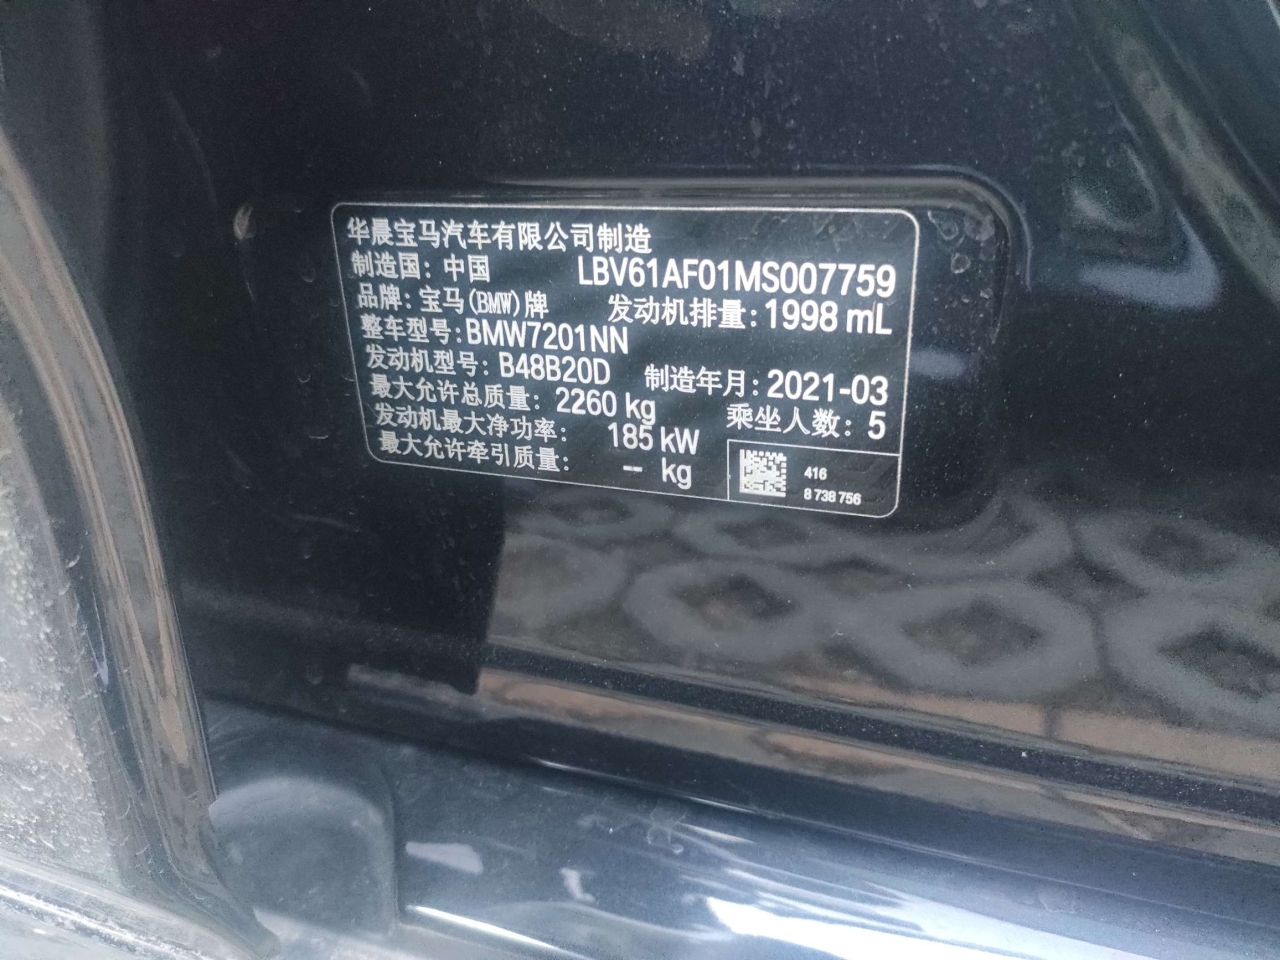 华晨宝马汽车有限公司制造
制造国：中国 LBV61AF01MS007759
品牌：宝马(BMW)牌 发动机排量：1998 mL
整车型号：BMW7201NN
发动机型号：B48B20D 制造年月：2021-03
最大允许总质量：2260 kg 乘坐人数：5
发动机最大净功率：185 kW
最大允许牵引质量：-- kg
416
8 738 756